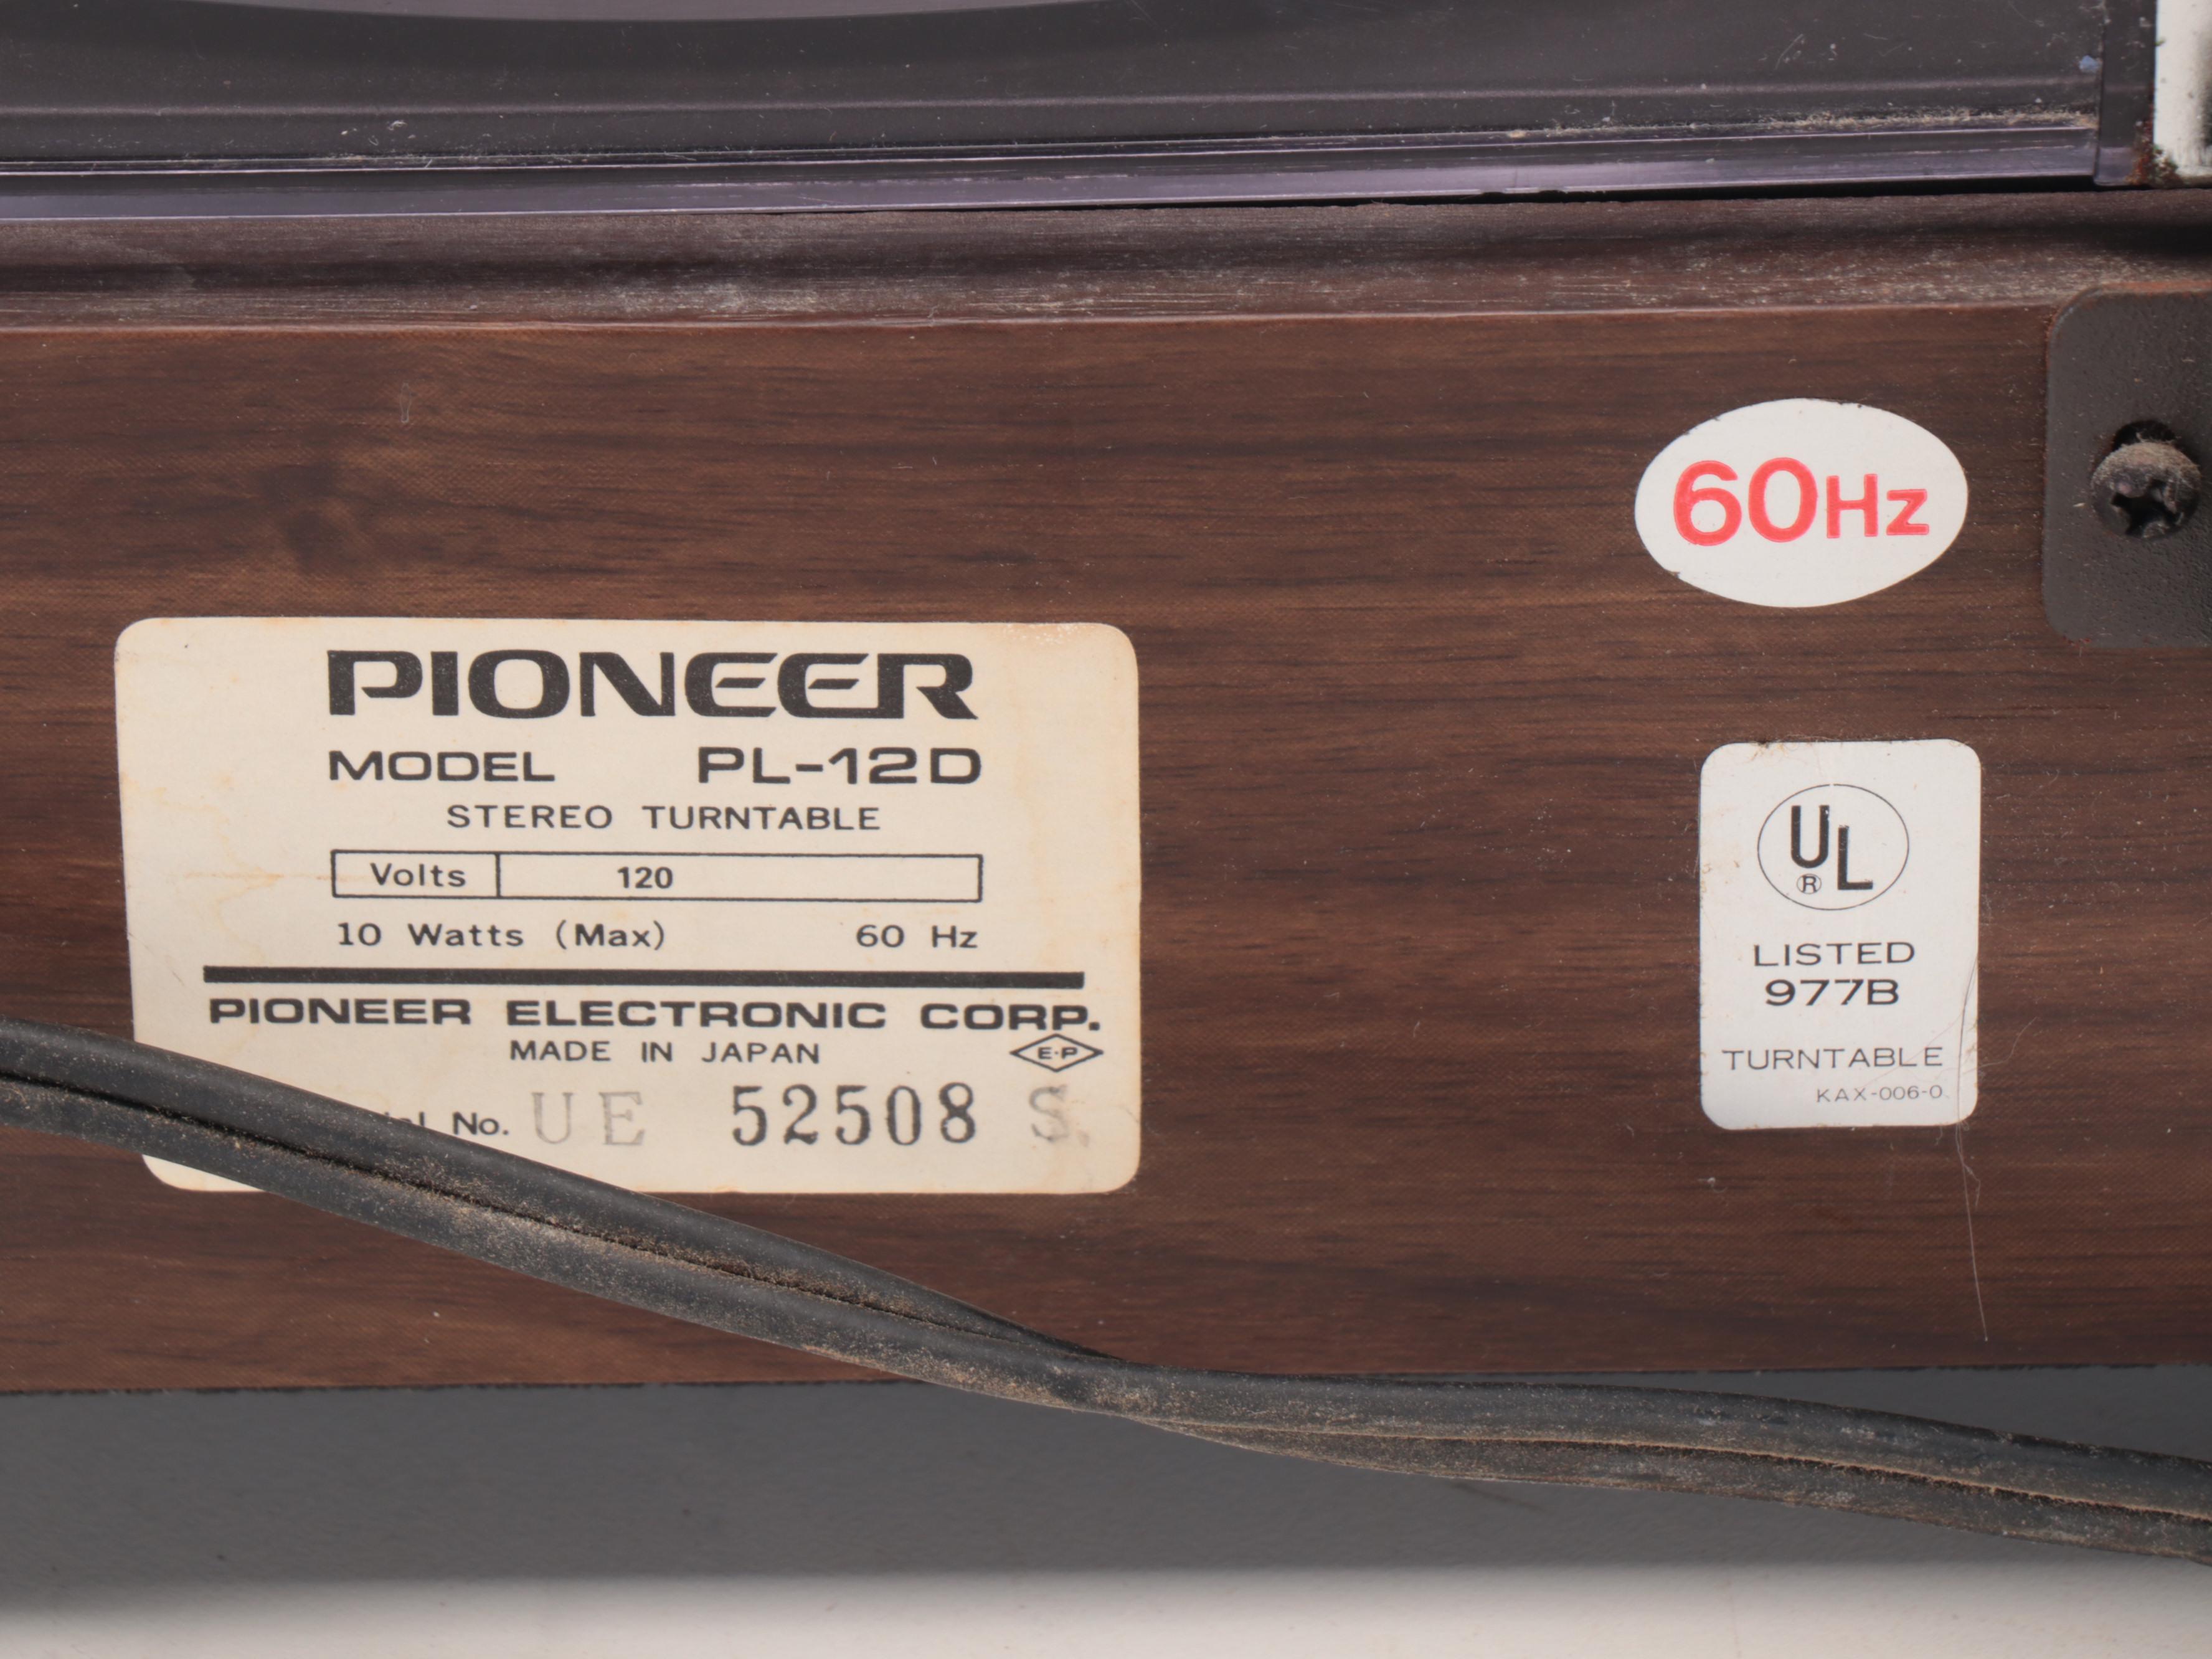 PIONEER
MODEL PL-12D
STEREO TURNTABLE
Volts 120
10 Watts (Max) 60 Hz
PIONEER ELECTRONIC CORP.
MADE IN JAPAN E·P
No. UE 52508 S
60Hz
UL
®
LISTED
977B
TURNTABLE
KAX-006-0